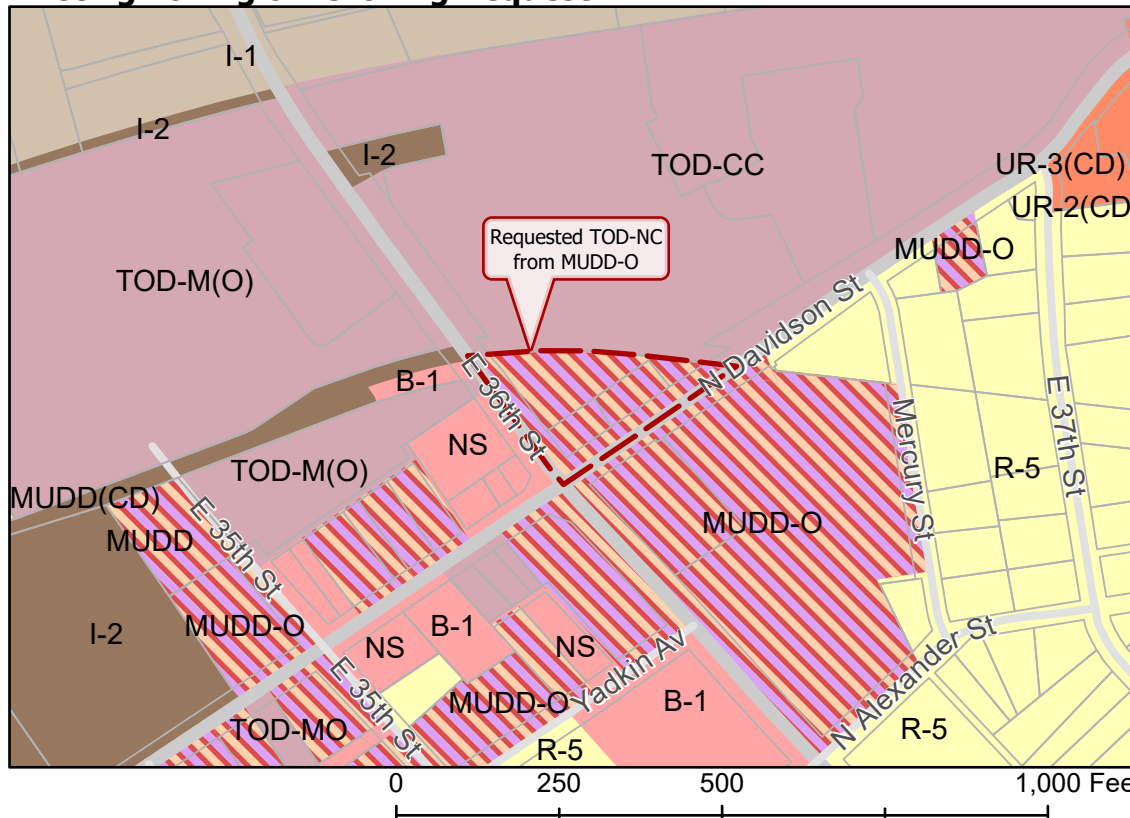 I-1
I-2
I-2
TOD-CC
UR-3(CD)
UR-2(CD
MUDD-O
Requested TOD-NC
from MUDD-O
TOD-M(O)
N Davidson St
E 36th St
B-1
Mercury St
E 37th St
NS
TOD-M(O)
R-5
MUDD(CD)
MUDD
E 35th St
MUDD-O
I-2
MUDD-O
B-1
NS
NS
Yadkin Av
N Alexander St
MUDD-O
B-1
TOD-MO
E 35th St
R-5
R-5
0 250 500 1,000 Fee